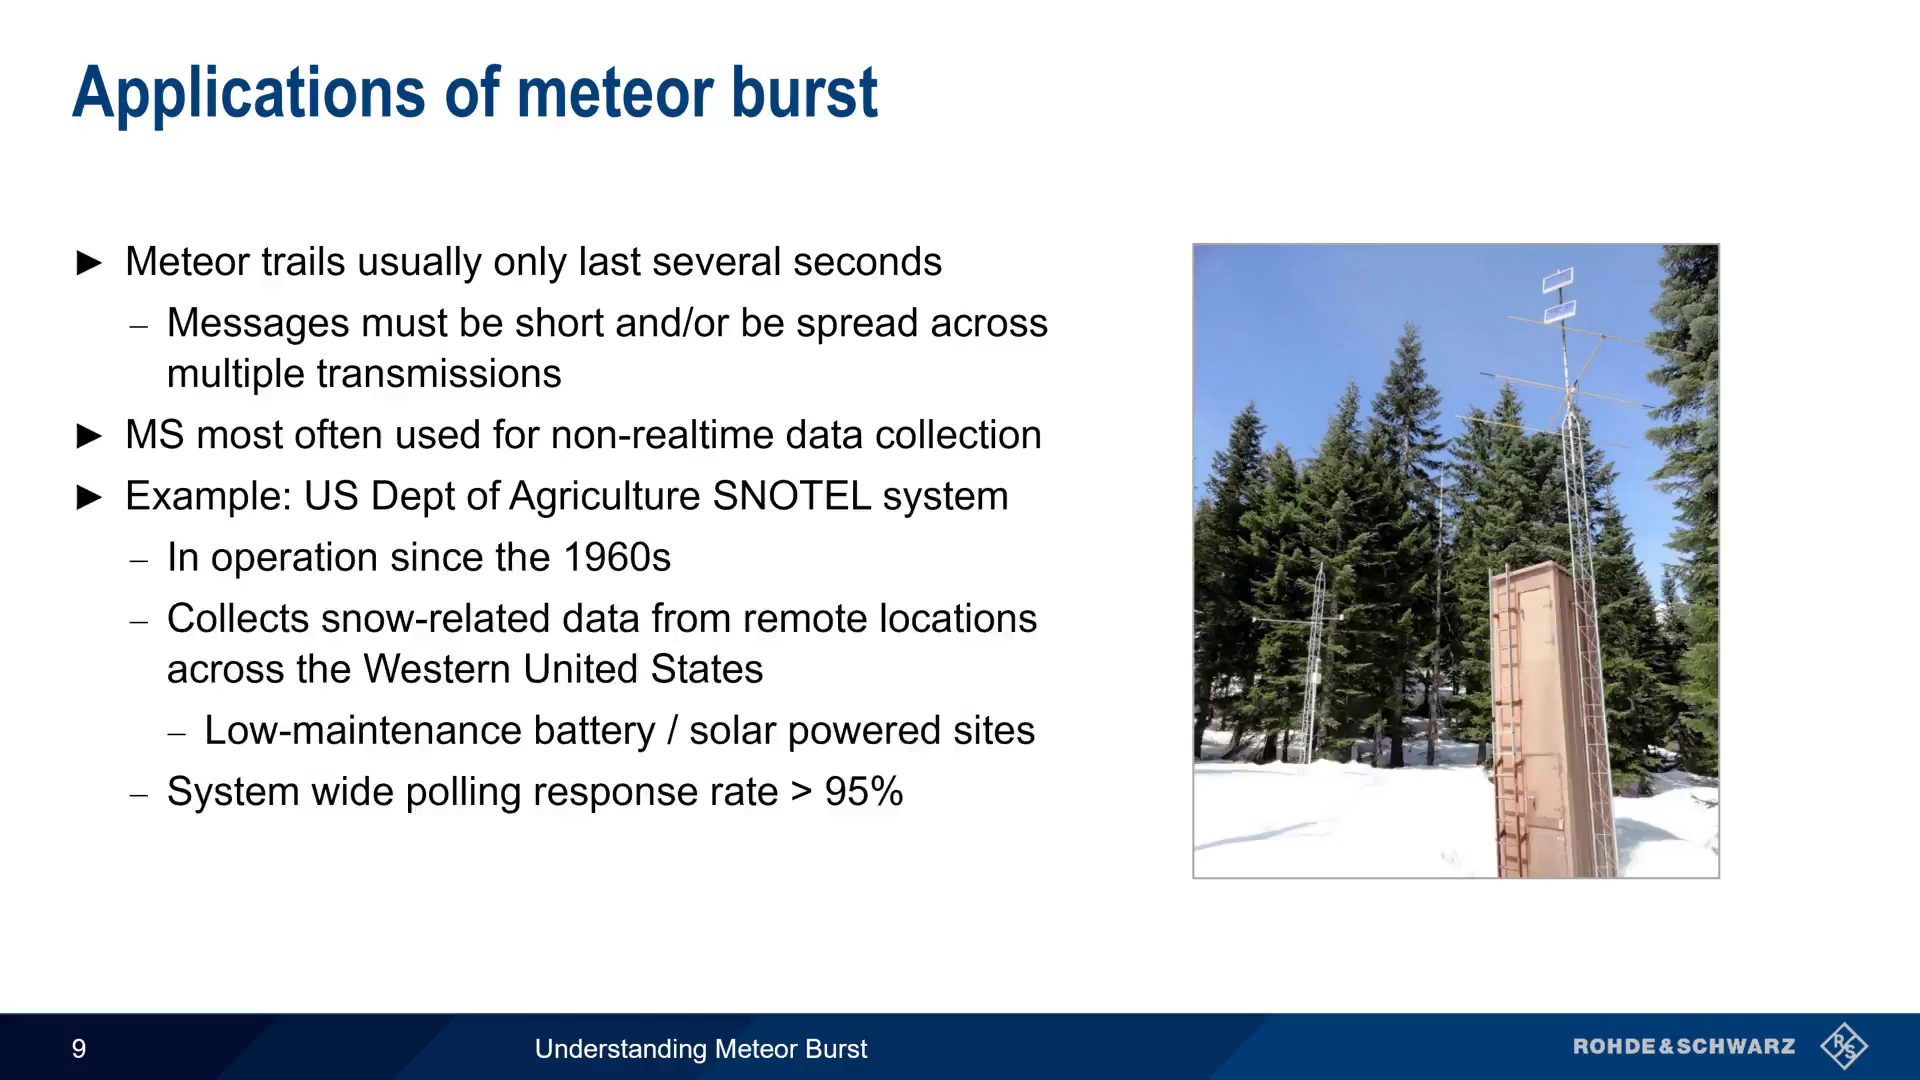 Applications of meteor burst
► Meteor trails usually only last several seconds
– Messages must be short and/or be spread across
multiple transmissions
► MS most often used for non-realtime data collection
► Example: US Dept of Agriculture SNOTEL system
– In operation since the 1960s
– Collects snow-related data from remote locations
across the Western United States
– Low-maintenance battery / solar powered sites
– System wide polling response rate > 95%
9
Understanding Meteor Burst
ROHDE&SCHWARZ
R&S